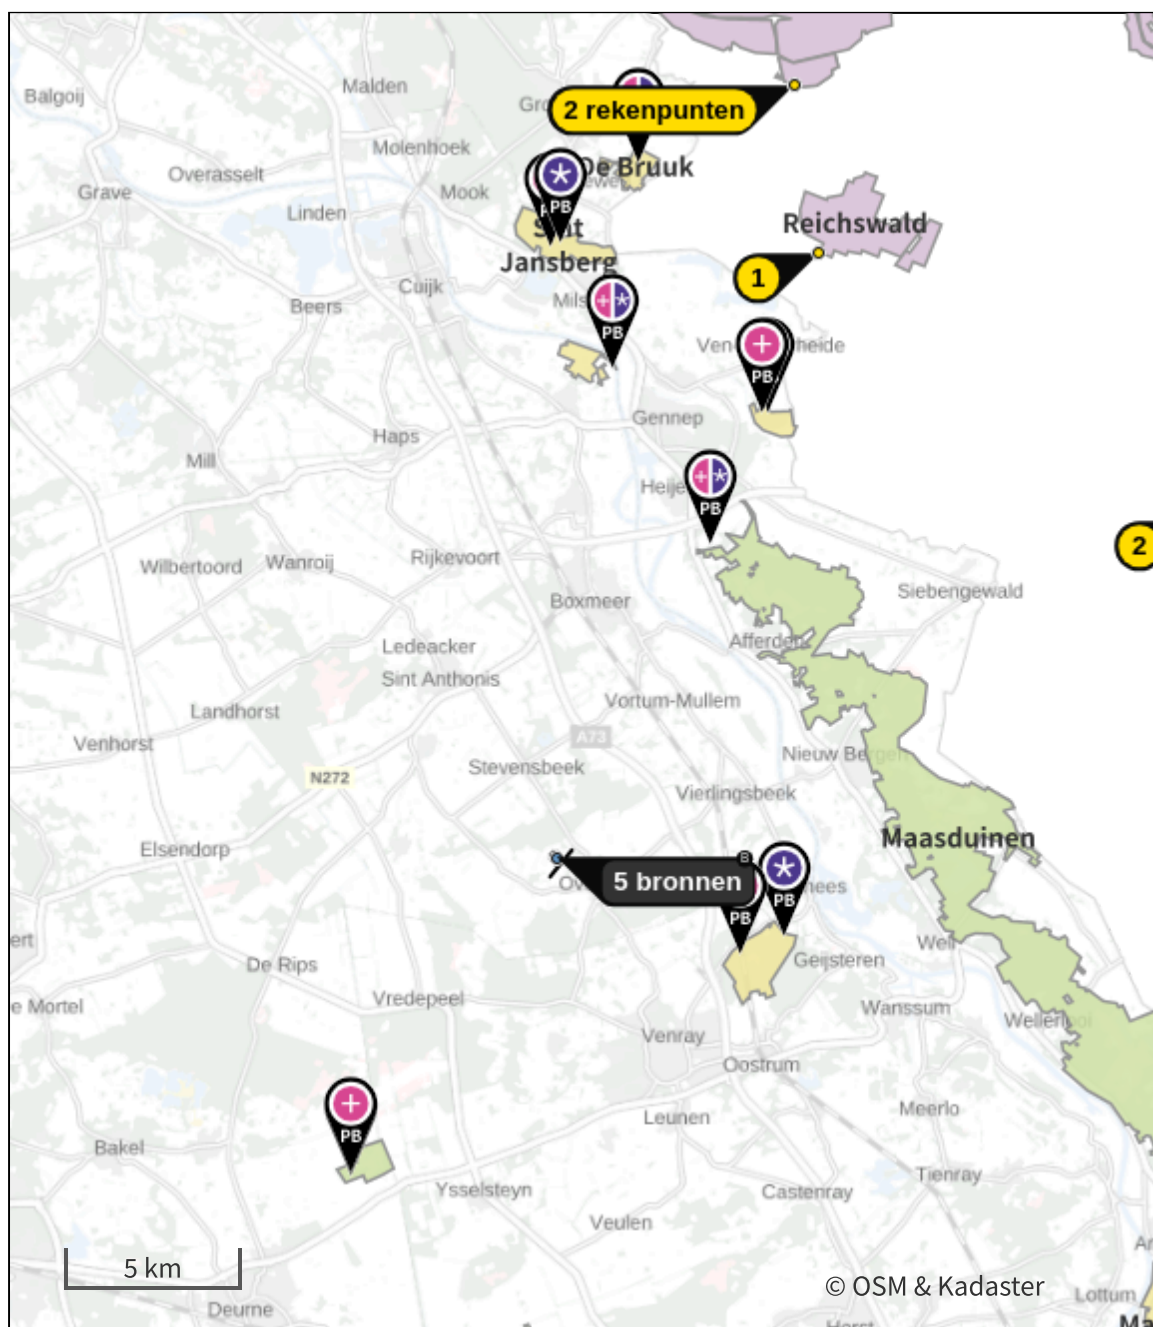 Malden
Balgoij
2 rekenpunten
Molenhoek
De Bruuk
Overasselt
Grave
Mook
PB
Linden
Reichswald
Jansberg
1
Cuijk
Beers
PB
PB
Gennep
Haps
Mill
PB
2
Rijkevoort
Wanroij
Wilbertoord
Siebengewald
Boxmeer
Afferden
Ledeacker
Sint Anthonis
Vortum-Mullem
Landhorst
A73
Venhorst
Nieuw Bergen
Stevensbeek
N272
Vierlingsbeek
Maasduinen
Elsendorp
B
5 bronnen
PB
PB
Well
Geijsteren
De Rips
Vredepeel
Wanssum
Venray
Oostrum
PB
Meerlo
Leunen
Bakel
Tienray
Ysselsteyn
Castenray
Veulen
5 km
© OSM & Kadaster
Lottum
Deurne